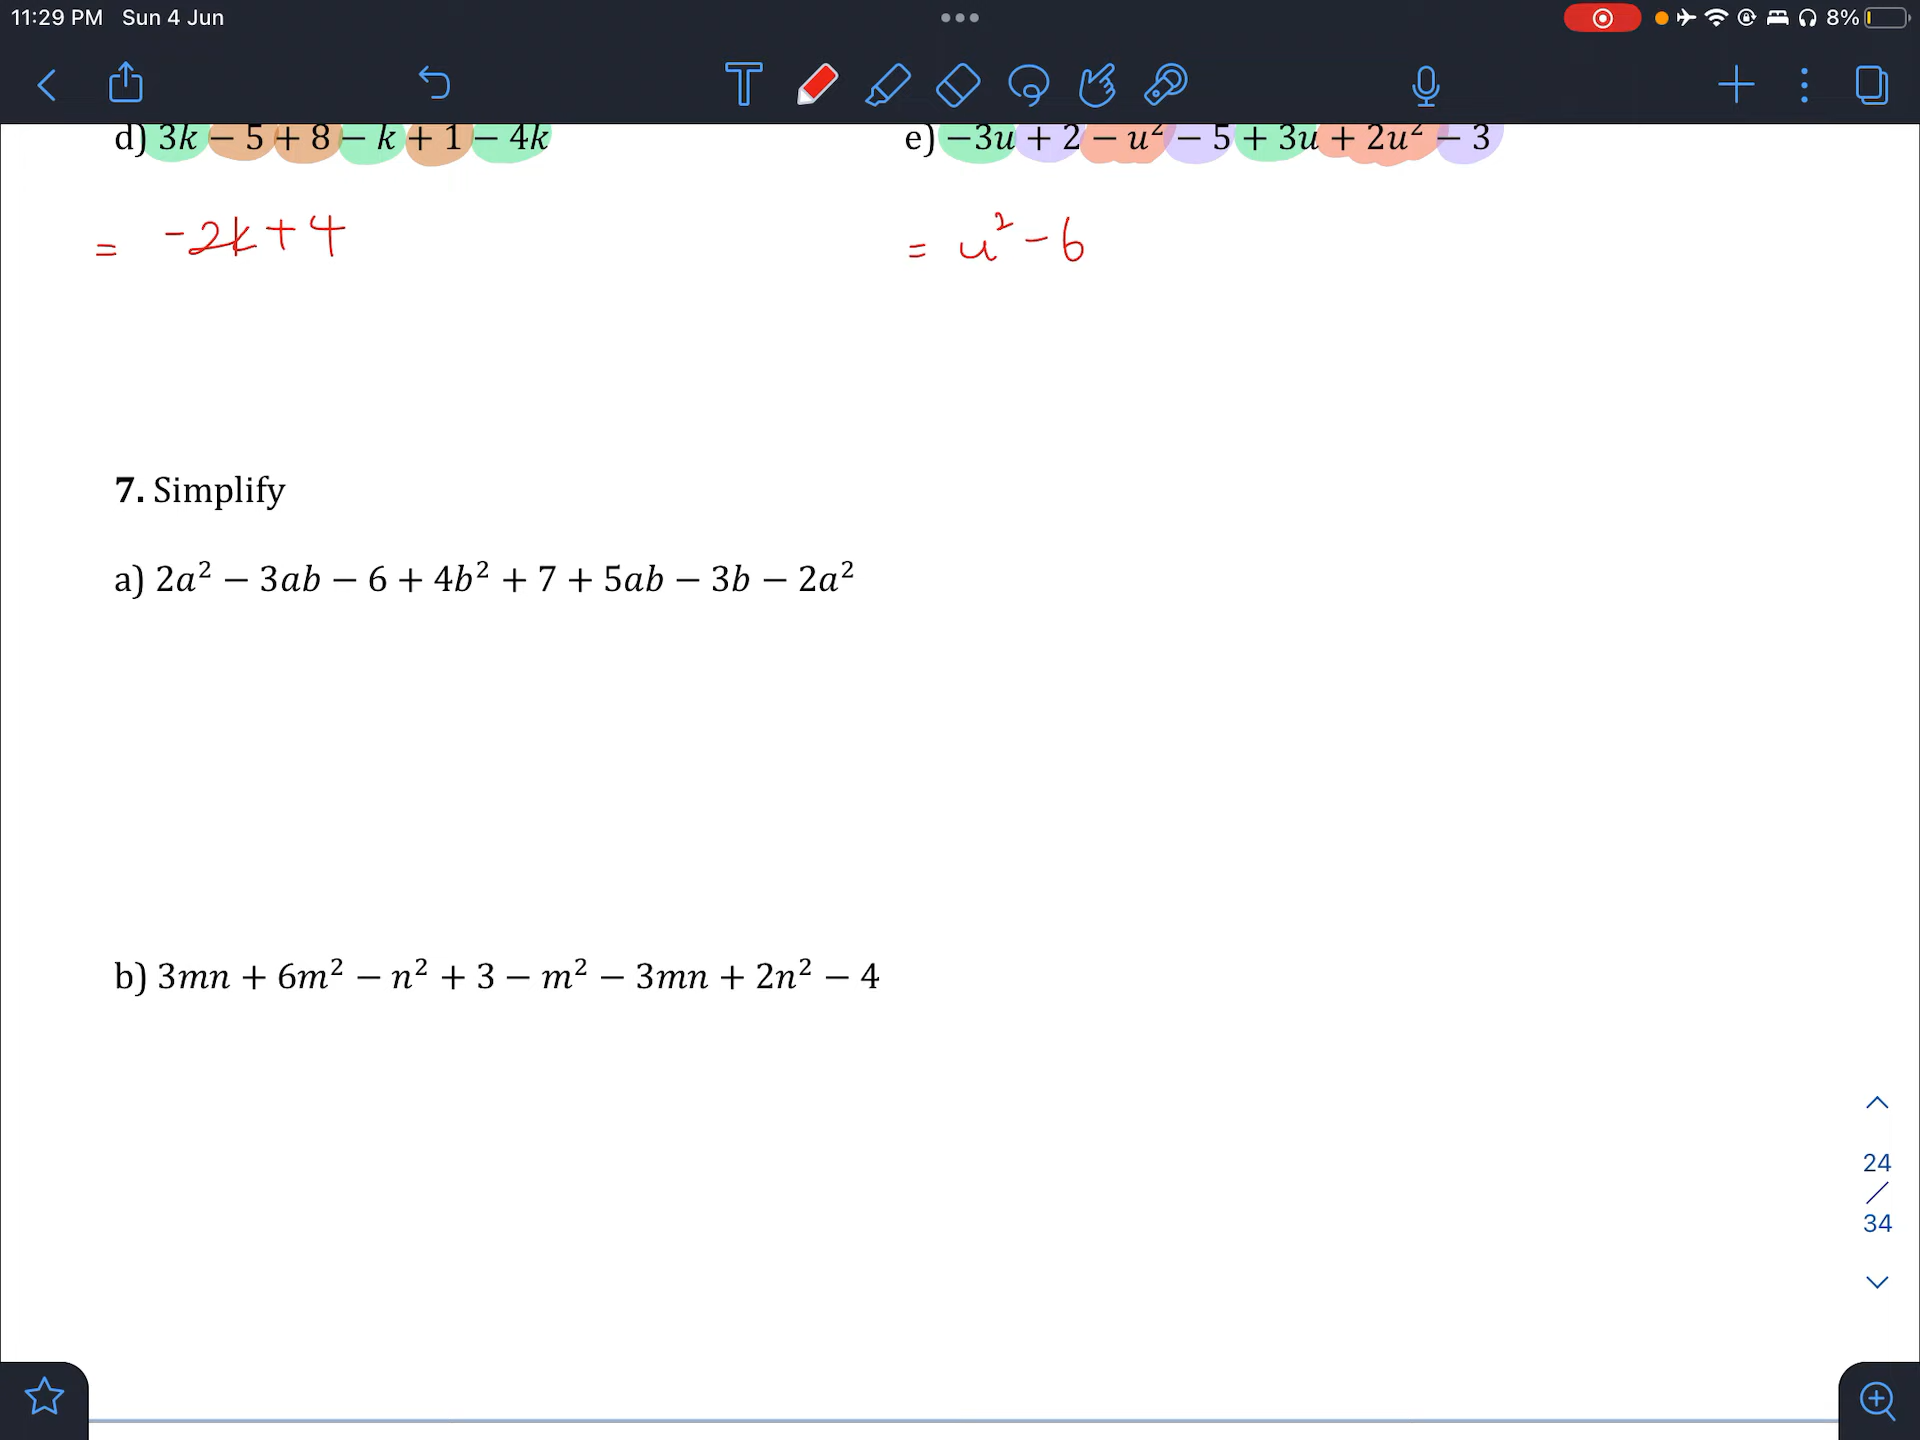 11:29 PM Sun 4 Jun
8%
T
d) 3k − 5 + 8 − k + 1 − 4k
e) −3u + 2 − u² − 5 + 3u + 2u² − 3
= -2k+4
= u²-6
7. Simplify
a) 2a² − 3ab − 6 + 4b² + 7 + 5ab − 3b − 2a²
b) 3mn + 6m² − n² + 3 − m² − 3mn + 2n² − 4
24
/
34